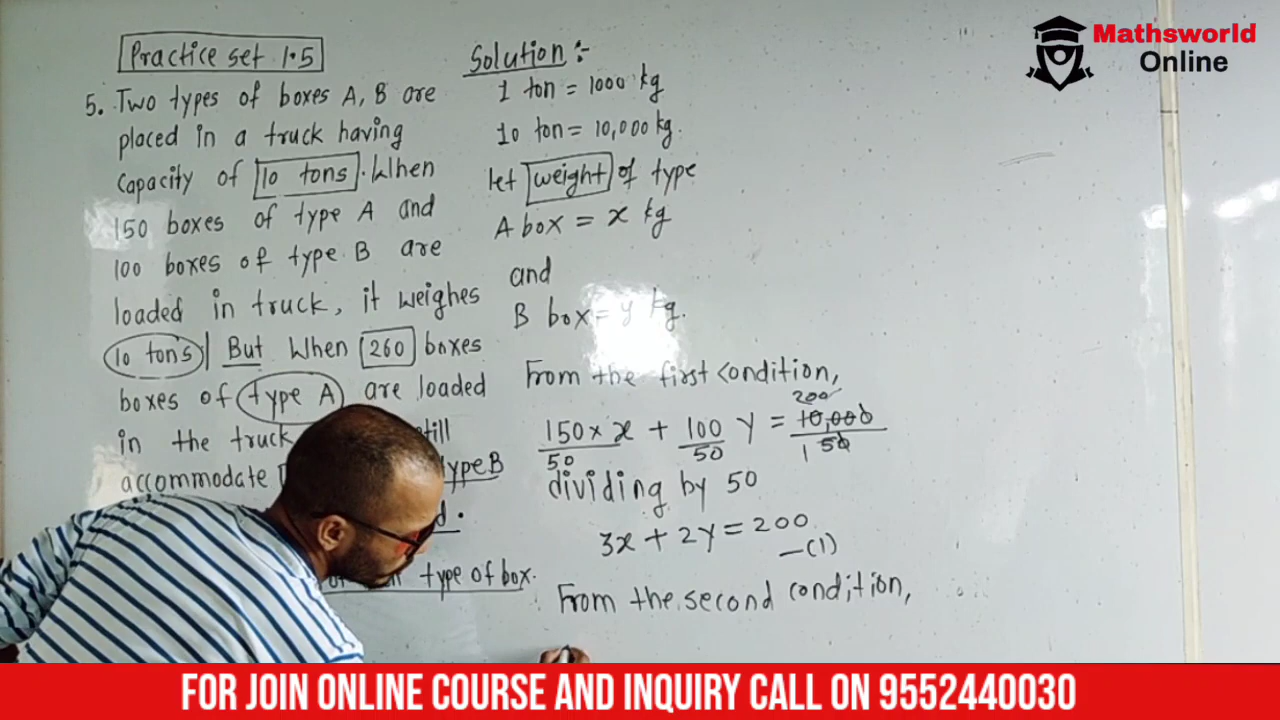 Mathsworld
Online
Practice set 1.5
5. Two types of boxes A, B are
placed in a truck having
capacity of 10 tons. When
150 boxes of type A and
100 boxes of type B are
loaded in truck, it weighes
10 tons But When 260 boxes
boxes of type A are loaded
in the truck
accommodate type B
type of box.
Solution :-
1 ton = 1000 kg
10 ton = 10,000 kg.
let weight of type
A box = x kg
and
B box = y kg.
From the first condition,
200
150 × x + 100 y = 10,000
50 50 1 50
dividing by 50
3x + 2y = 200
—(1)
From the second condition,
FOR JOIN ONLINE COURSE AND INQUIRY CALL ON 9552440030